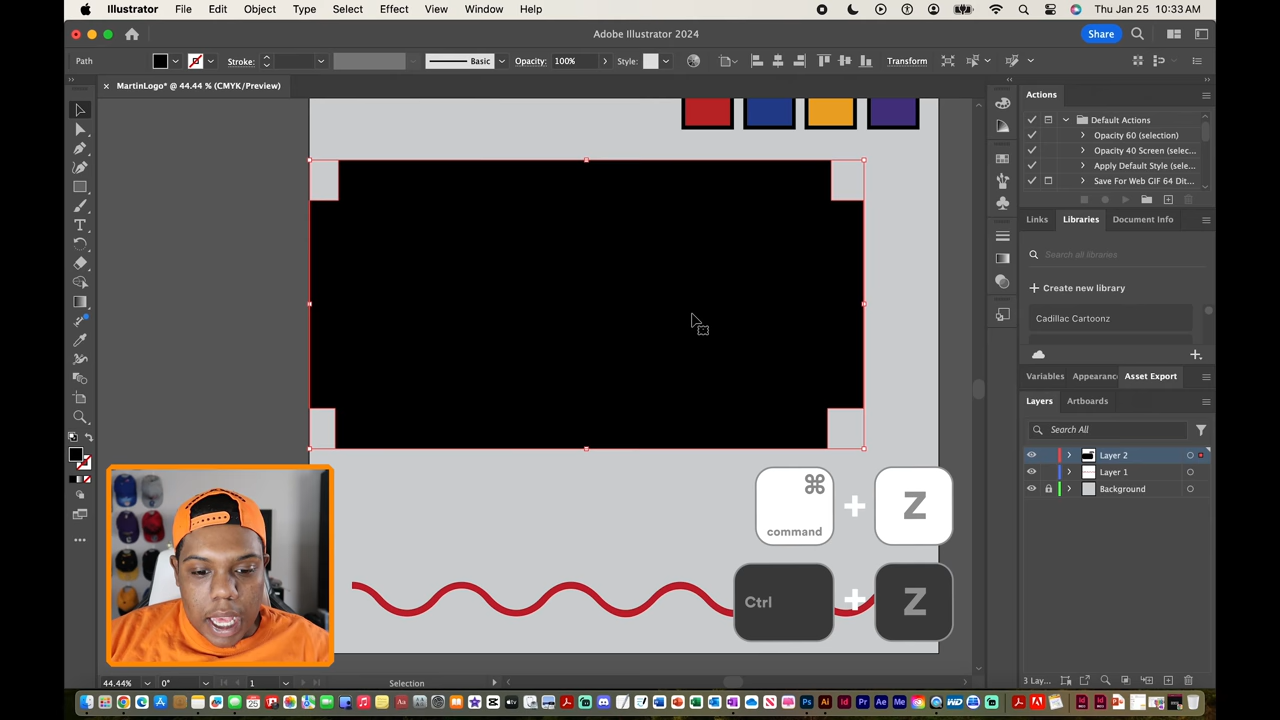 Illustrator File Edit Object Type Select Effect View Window Help Thu Jan 25 10:33 AM
Adobe Illustrator 2024 Share
Path Stroke: Basic Opacity: 100% Style: Transform
× MartinLogo* @ 44.44 % (CMYK/Preview)
Actions
Default Actions
Opacity 60 (selection)
Opacity 40 Screen (selec...
Apply Default Style (sele...
Save For Web GIF 64 Dit...
Links Libraries Document Info
Search all libraries
+ Create new library
Cadillac Cartoonz
Variables Appearanc Asset Export
Layers Artboards
Search All
Layer 2
Layer 1
Background
⌘
command + Z
Ctrl + Z
44.44% 0° 1 Selection 3 Lay...